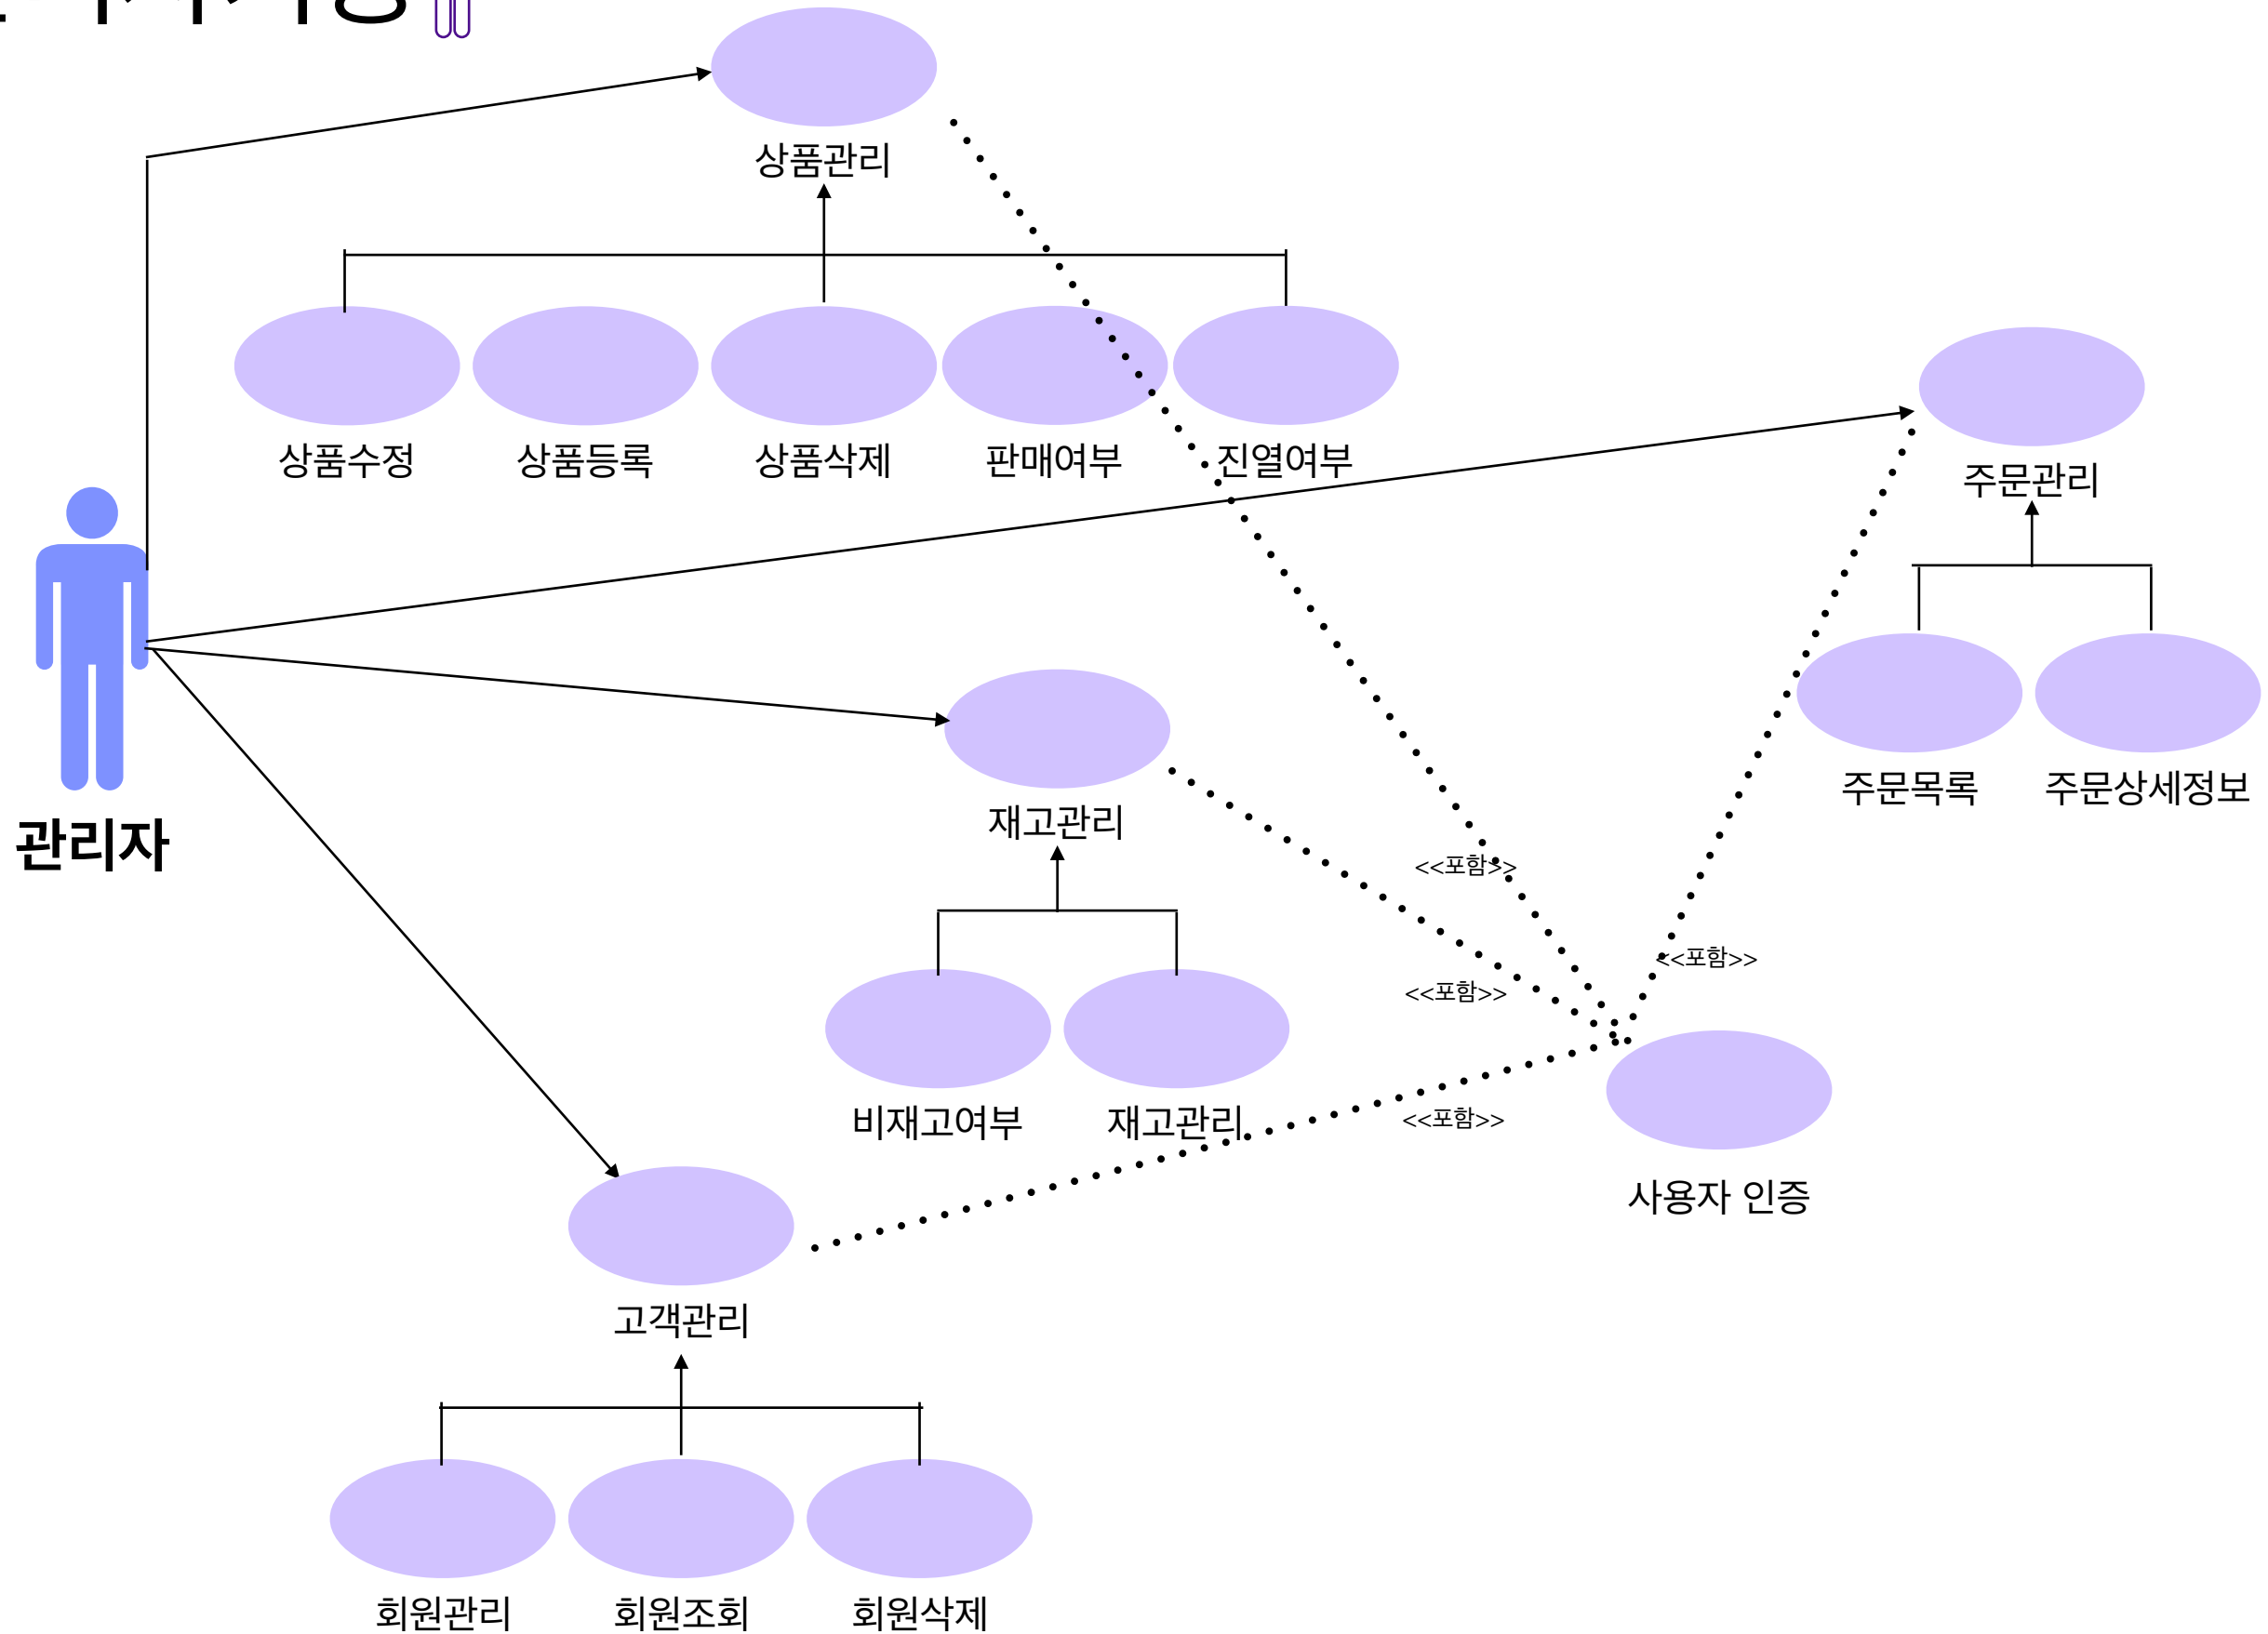 상품관리
상품수정
상품등록
상품삭제
판매여부
진열여부
주문관리
주문목록
주문상세정보
관리자
재고관리
<<포함>>
<<포함>>
<<포함>>
비재고여부
재고관리
<<포함>>
사용자 인증
고객관리
회원관리
회원조회
회원삭제